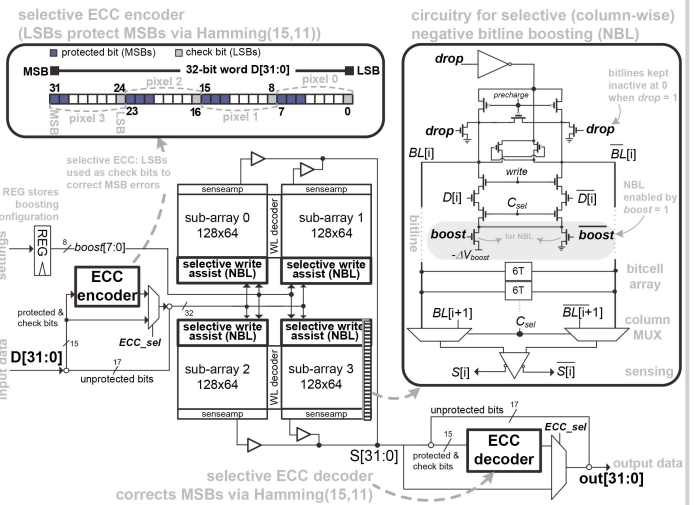 selective ECC encoder
(LSBs protect MSBs via Hamming(15,11))
protected bit (MSBs) check bit (LSBs)
MSB 32-bit word D[31:0] LSB
31 24 pixel 2 15 8 pixel 0
MSB pixel 3 LSB 23 16 pixel 1 7 0
selective ECC: LSBs
used as check bits to
correct MSB errors
REG stores
boosting
configuration
settings
REG
8 boost[7:0]
ECC
encoder
protected &
check bits
15
ECC_sel
32
D[31:0]
17
unprotected bits
input data
senseamp senseamp
sub-array 0
128x64
WL decoder
sub-array 1
128x64
selective write
assist (NBL)
selective write
assist (NBL)
selective write
assist (NBL)
selective write
assist (NBL)
sub-array 2
128x64
WL decoder
sub-array 3
128x64
senseamp senseamp
S[31:0]
unprotected bits 17
15
protected &
check bits
ECC
decoder
ECC_sel
output data
out[31:0]
selective ECC decoder
corrects MSBs via Hamming(15,11)
circuitry for selective (column-wise)
negative bitline boosting (NBL)
drop
precharge
bitlines kept
inactive at 0
when drop = 1
drop drop
BL[i] BL[i]
write
D[i] D[i]
Csel
NBL
enabled by
boost = 1
boost for NBL boost
-ΔVboost
bitline
6T
6T
bitcell
array
BL[i+1] BL[i+1]
Csel
column
MUX
S[i] S[i]
sensing